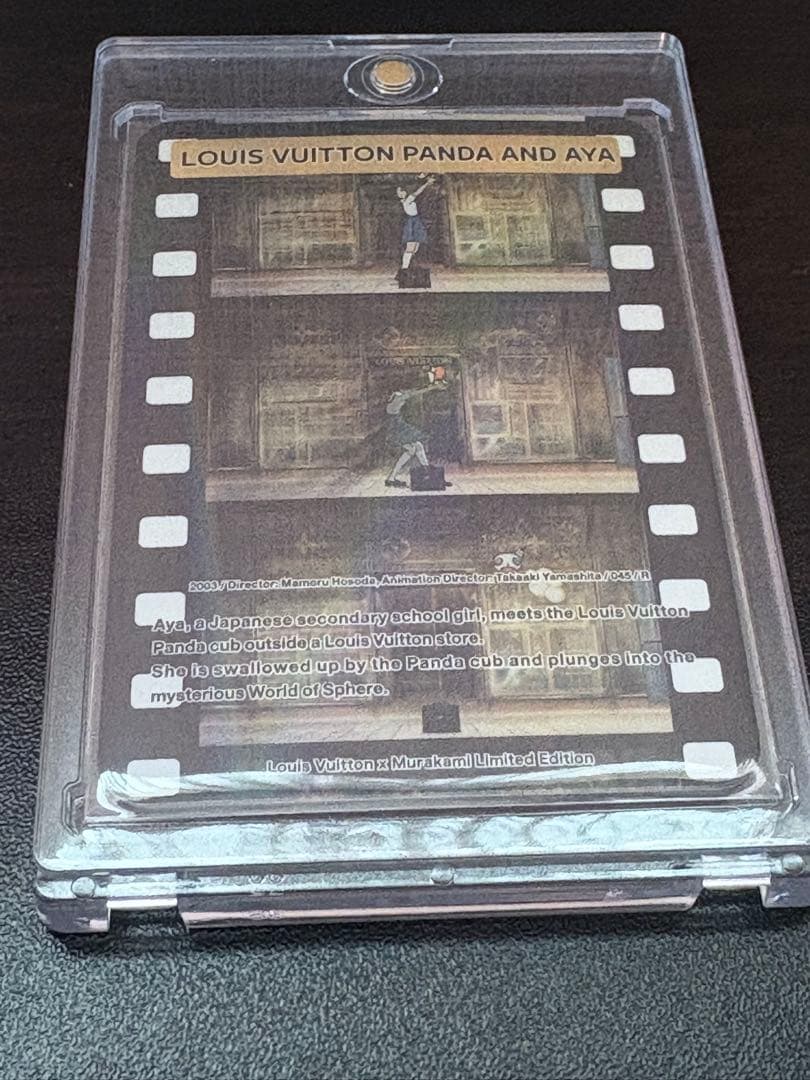 LOUIS VUITTON PANDA AND AYA
LOUIS VUITTON
2003 / Director: Mamoru Hosoda, Animation Director: Takaaki Yamashita / 045 / R
Aya, a Japanese secondary school girl, meets the Louis Vuitton
Panda cub outside a Louis Vuitton store.
She is swallowed up by the Panda cub and plunges into the
mysterious World of Sphere.
Louis Vuitton x Murakami Limited Edition